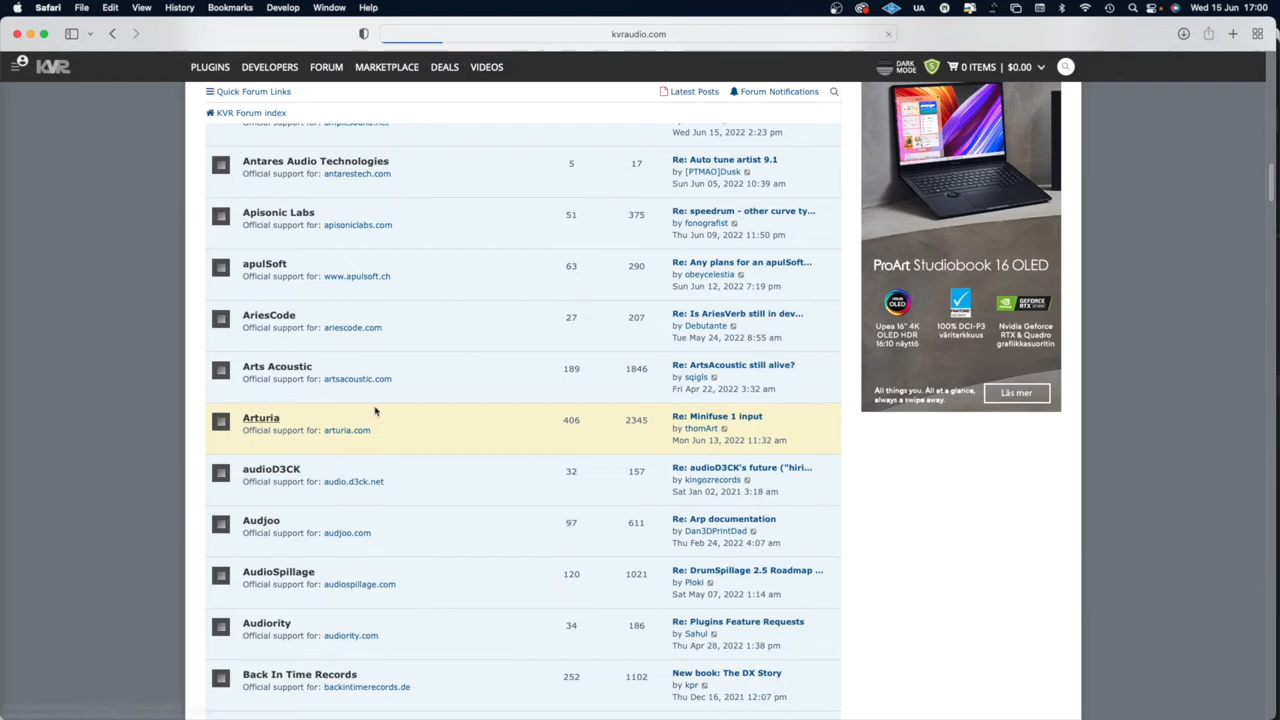 Safari File Edit View History Bookmarks Develop Window Help UA Wed 15 Jun 17:00
kvraudio.com
KVR PLUGINS DEVELOPERS FORUM MARKETPLACE DEALS VIDEOS DARK MODE 5 0 ITEMS | $0.00
Quick Forum Links Latest Posts Forum Notifications
KVR Forum index
Official support for: amplesound.net
Wed Jun 15, 2022 2:23 pm
Antares Audio Technologies 5 17 Re: Auto tune artist 9.1
Official support for: antarestech.com by [PTMAO]Dusk
Sun Jun 05, 2022 10:39 am
Apisonic Labs 51 375 Re: speedrum - other curve ty...
Official support for: apisoniclabs.com by fonografist
Thu Jun 09, 2022 11:50 pm
apulSoft 63 290 Re: Any plans for an apulSoft...
Official support for: www.apulsoft.ch by obeycelestia
Sun Jun 12, 2022 7:19 pm
AriesCode 27 207 Re: Is AriesVerb still in dev...
Official support for: ariescode.com by Debutante
Tue May 24, 2022 8:55 am
Arts Acoustic 189 1846 Re: ArtsAcoustic still alive?
Official support for: artsacoustic.com by sqigls
Fri Apr 22, 2022 3:32 am
Arturia 406 2345 Re: Minifuse 1 input
Official support for: arturia.com by thomArt
Mon Jun 13, 2022 11:32 am
audioD3CK 32 157 Re: audioD3CK's future ("hiri...
Official support for: audio.d3ck.net by kingozrecords
Sat Jan 02, 2021 3:18 am
Audjoo 97 611 Re: Arp documentation
Official support for: audjoo.com by Dan3DPrintDad
Thu Feb 24, 2022 4:07 am
AudioSpillage 120 1021 Re: DrumSpillage 2.5 Roadmap ...
Official support for: audiospillage.com by Ploki
Sat May 07, 2022 1:14 am
Audiority 34 186 Re: Plugins Feature Requests
Official support for: audiority.com by Sahul
Thu Apr 28, 2022 1:38 pm
Back In Time Records 252 1102 New book: The DX Story
Official support for: backintimerecords.de by kpr
Thu Dec 16, 2021 12:07 pm
ProArt Studiobook 16 OLED
ASUS OLED
PANTONE
GEFORCE RTX
Upea 16" 4K OLED HDR 16:10 näyttö
100% DCI-P3 väritarkkuus
Nvidia Geforce RTX & Quadro grafiikkasuoritin
All things you. All at a glance, always a swipe away.
Läs mer